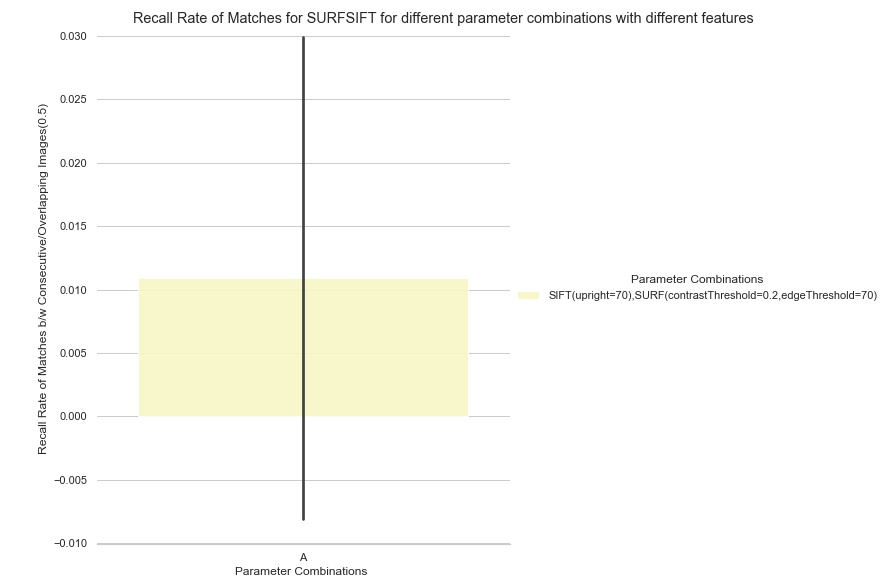 Recall Rate of Matches for SURFSIFT for different parameter combinations with different features
Recall Rate of Matches b/w Consecutive/Overlapping Images(0.5)
0.030
0.025
0.020
0.015
0.010
0.005
0.000
−0.005
−0.010
A
Parameter Combinations
Parameter Combinations
SIFT(upright=70),SURF(contrastThreshold=0.2,edgeThreshold=70)